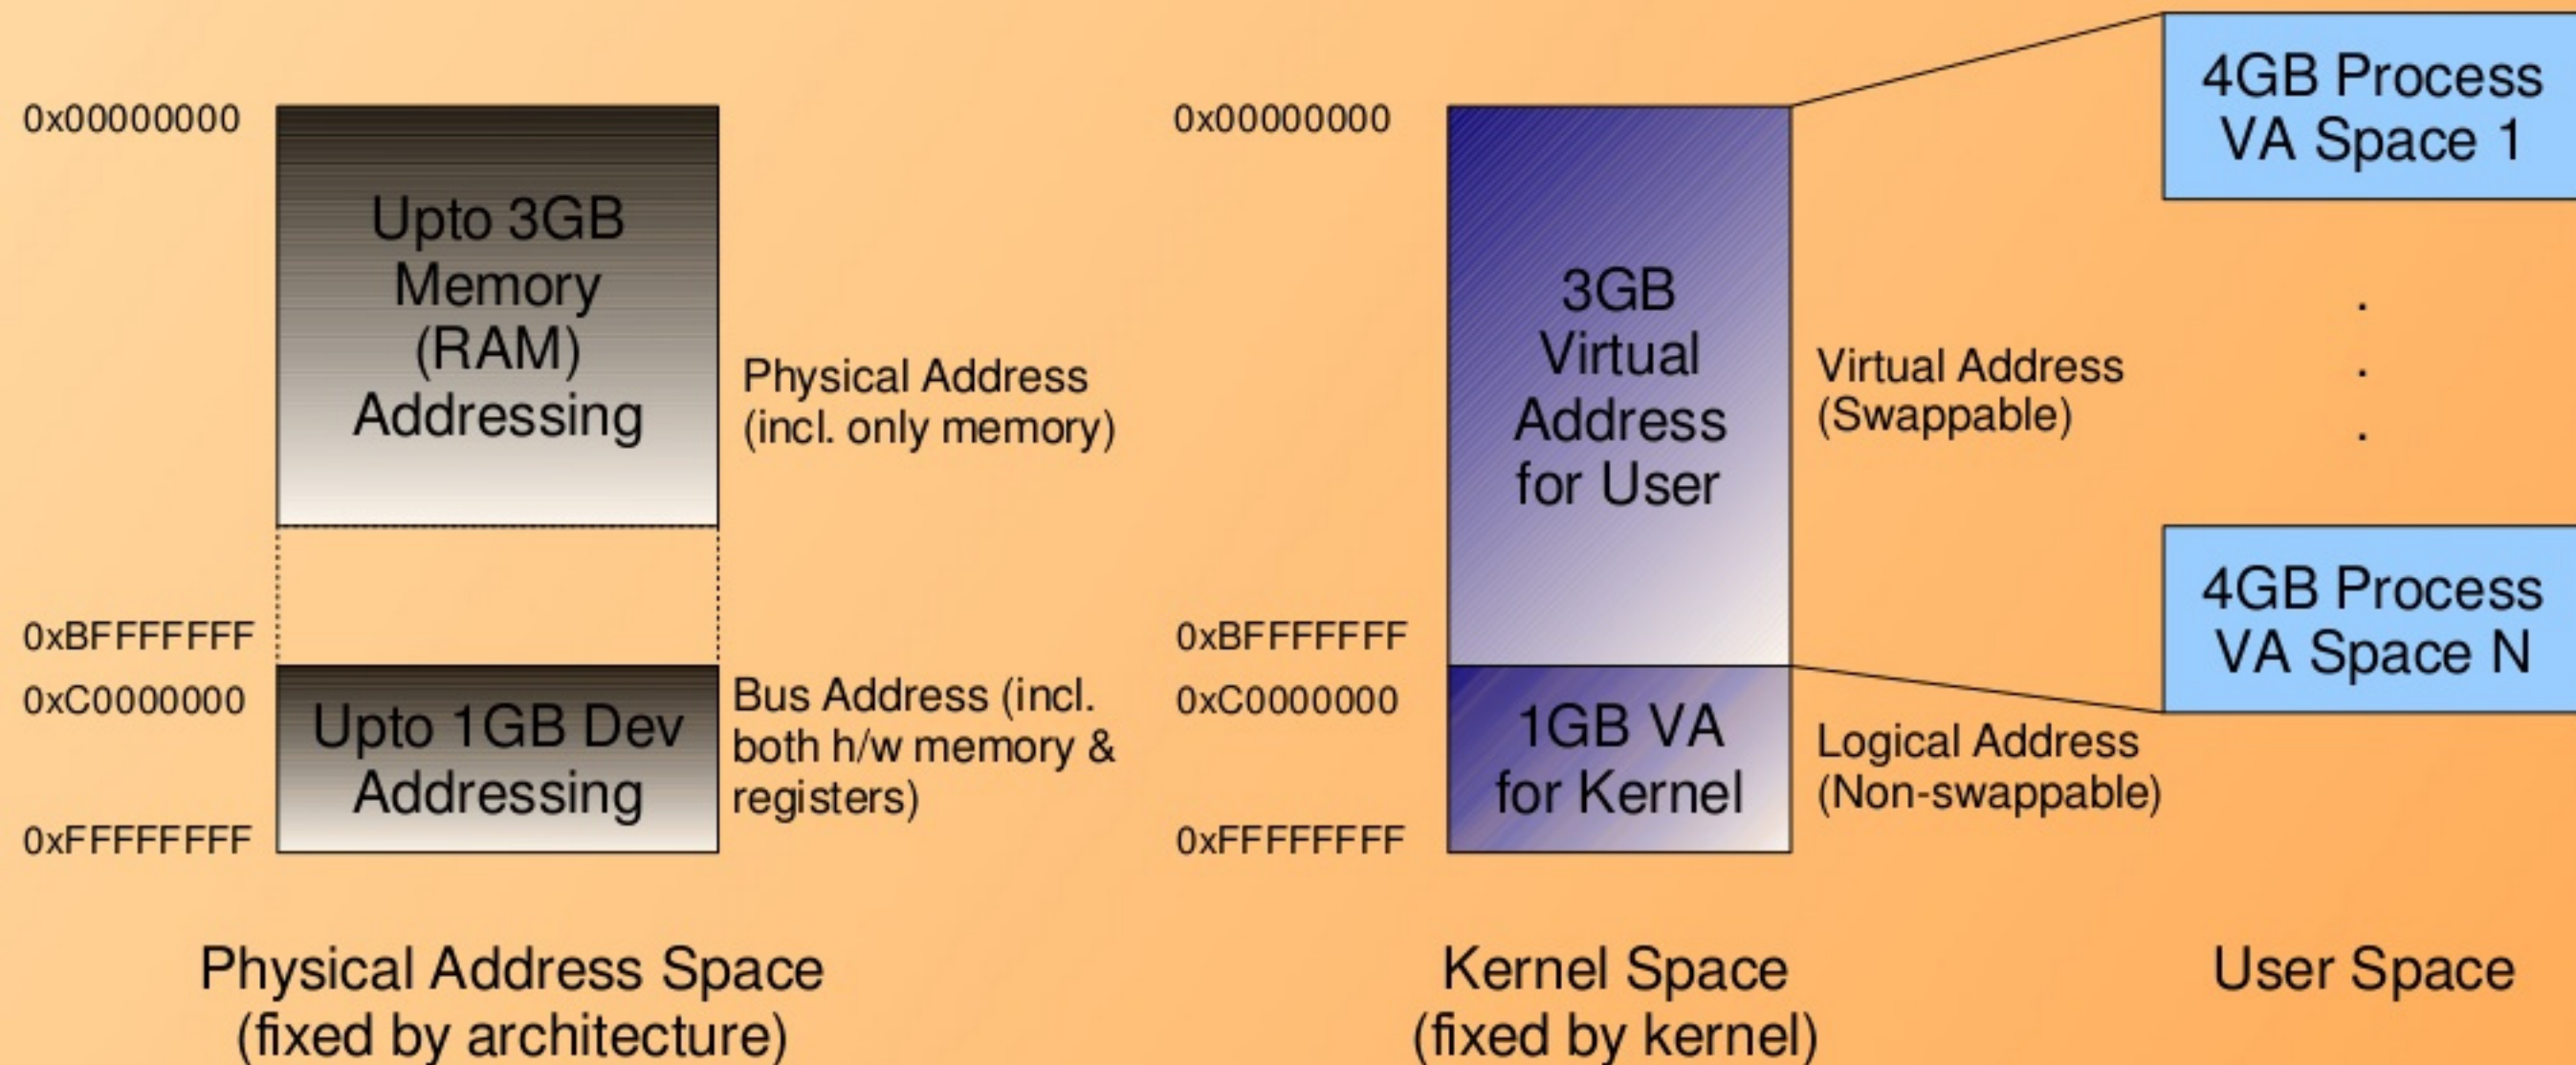 0x00000000
Upto 3GB
Memory
(RAM)
Addressing
Physical Address
(incl. only memory)
0xBFFFFFFF
0xC0000000
Upto 1GB Dev
Addressing
Bus Address (incl.
both h/w memory &
registers)
0xFFFFFFFF
Physical Address Space
(fixed by architecture)
0x00000000
3GB
Virtual
Address
for User
Virtual Address
(Swappable)
0xBFFFFFFF
0xC0000000
1GB VA
for Kernel
Logical Address
(Non-swappable)
0xFFFFFFFF
Kernel Space
(fixed by kernel)
4GB Process
VA Space 1
.
.
.
4GB Process
VA Space N
User Space